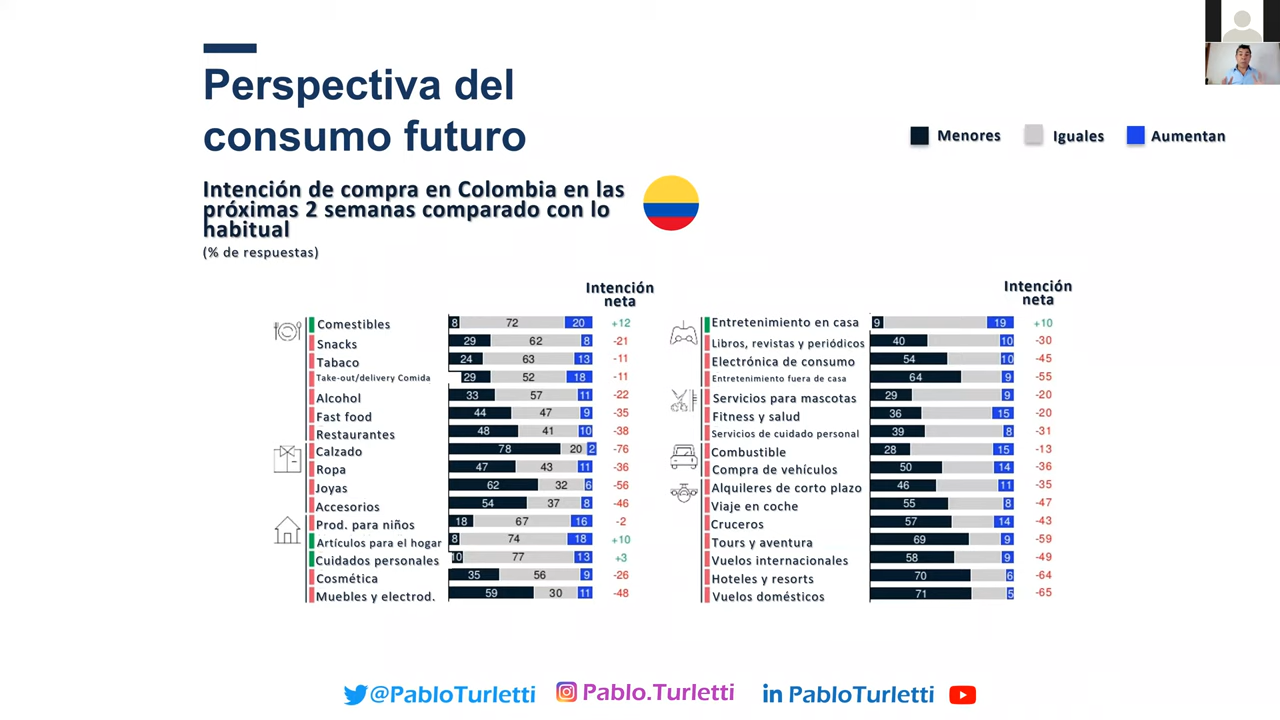 Perspectiva del
consumo futuro
Menores Iguales Aumentan
Intención de compra en Colombia en las
próximas 2 semanas comparado con lo
habitual
(% de respuestas)
Intención
neta
Comestibles 8 72 20 +12
Snacks 29 62 8 -21
Tabaco 24 63 13 -11
Take-out/delivery Comida 29 52 18 -11
Alcohol 33 57 11 -22
Fast food 44 47 9 -35
Restaurantes 48 41 10 -38
Calzado 78 20 2 -76
Ropa 47 43 11 -36
Joyas 62 32 6 -56
Accesorios 54 37 8 -46
Prod. para niños 18 67 16 -2
Artículos para el hogar 8 74 18 +10
Cuidados personales 10 77 13 +3
Cosmética 35 56 9 -26
Muebles y electrod. 59 30 11 -48
Intención
neta
Entretenimiento en casa 9 19 +10
Libros, revistas y periódicos 40 10 -30
Electrónica de consumo 54 10 -45
Entretenimiento fuera de casa 64 9 -55
Servicios para mascotas 29 9 -20
Fitness y salud 36 15 -20
Servicios de cuidado personal 39 8 -31
Combustible 28 15 -13
Compra de vehículos 50 14 -36
Alquileres de corto plazo 46 11 -35
Viaje en coche 55 8 -47
Cruceros 57 14 -43
Tours y aventura 69 9 -59
Vuelos internacionales 58 9 -49
Hoteles y resorts 70 6 -64
Vuelos domésticos 71 5 -65
@PabloTurletti Pablo.Turletti in PabloTurletti